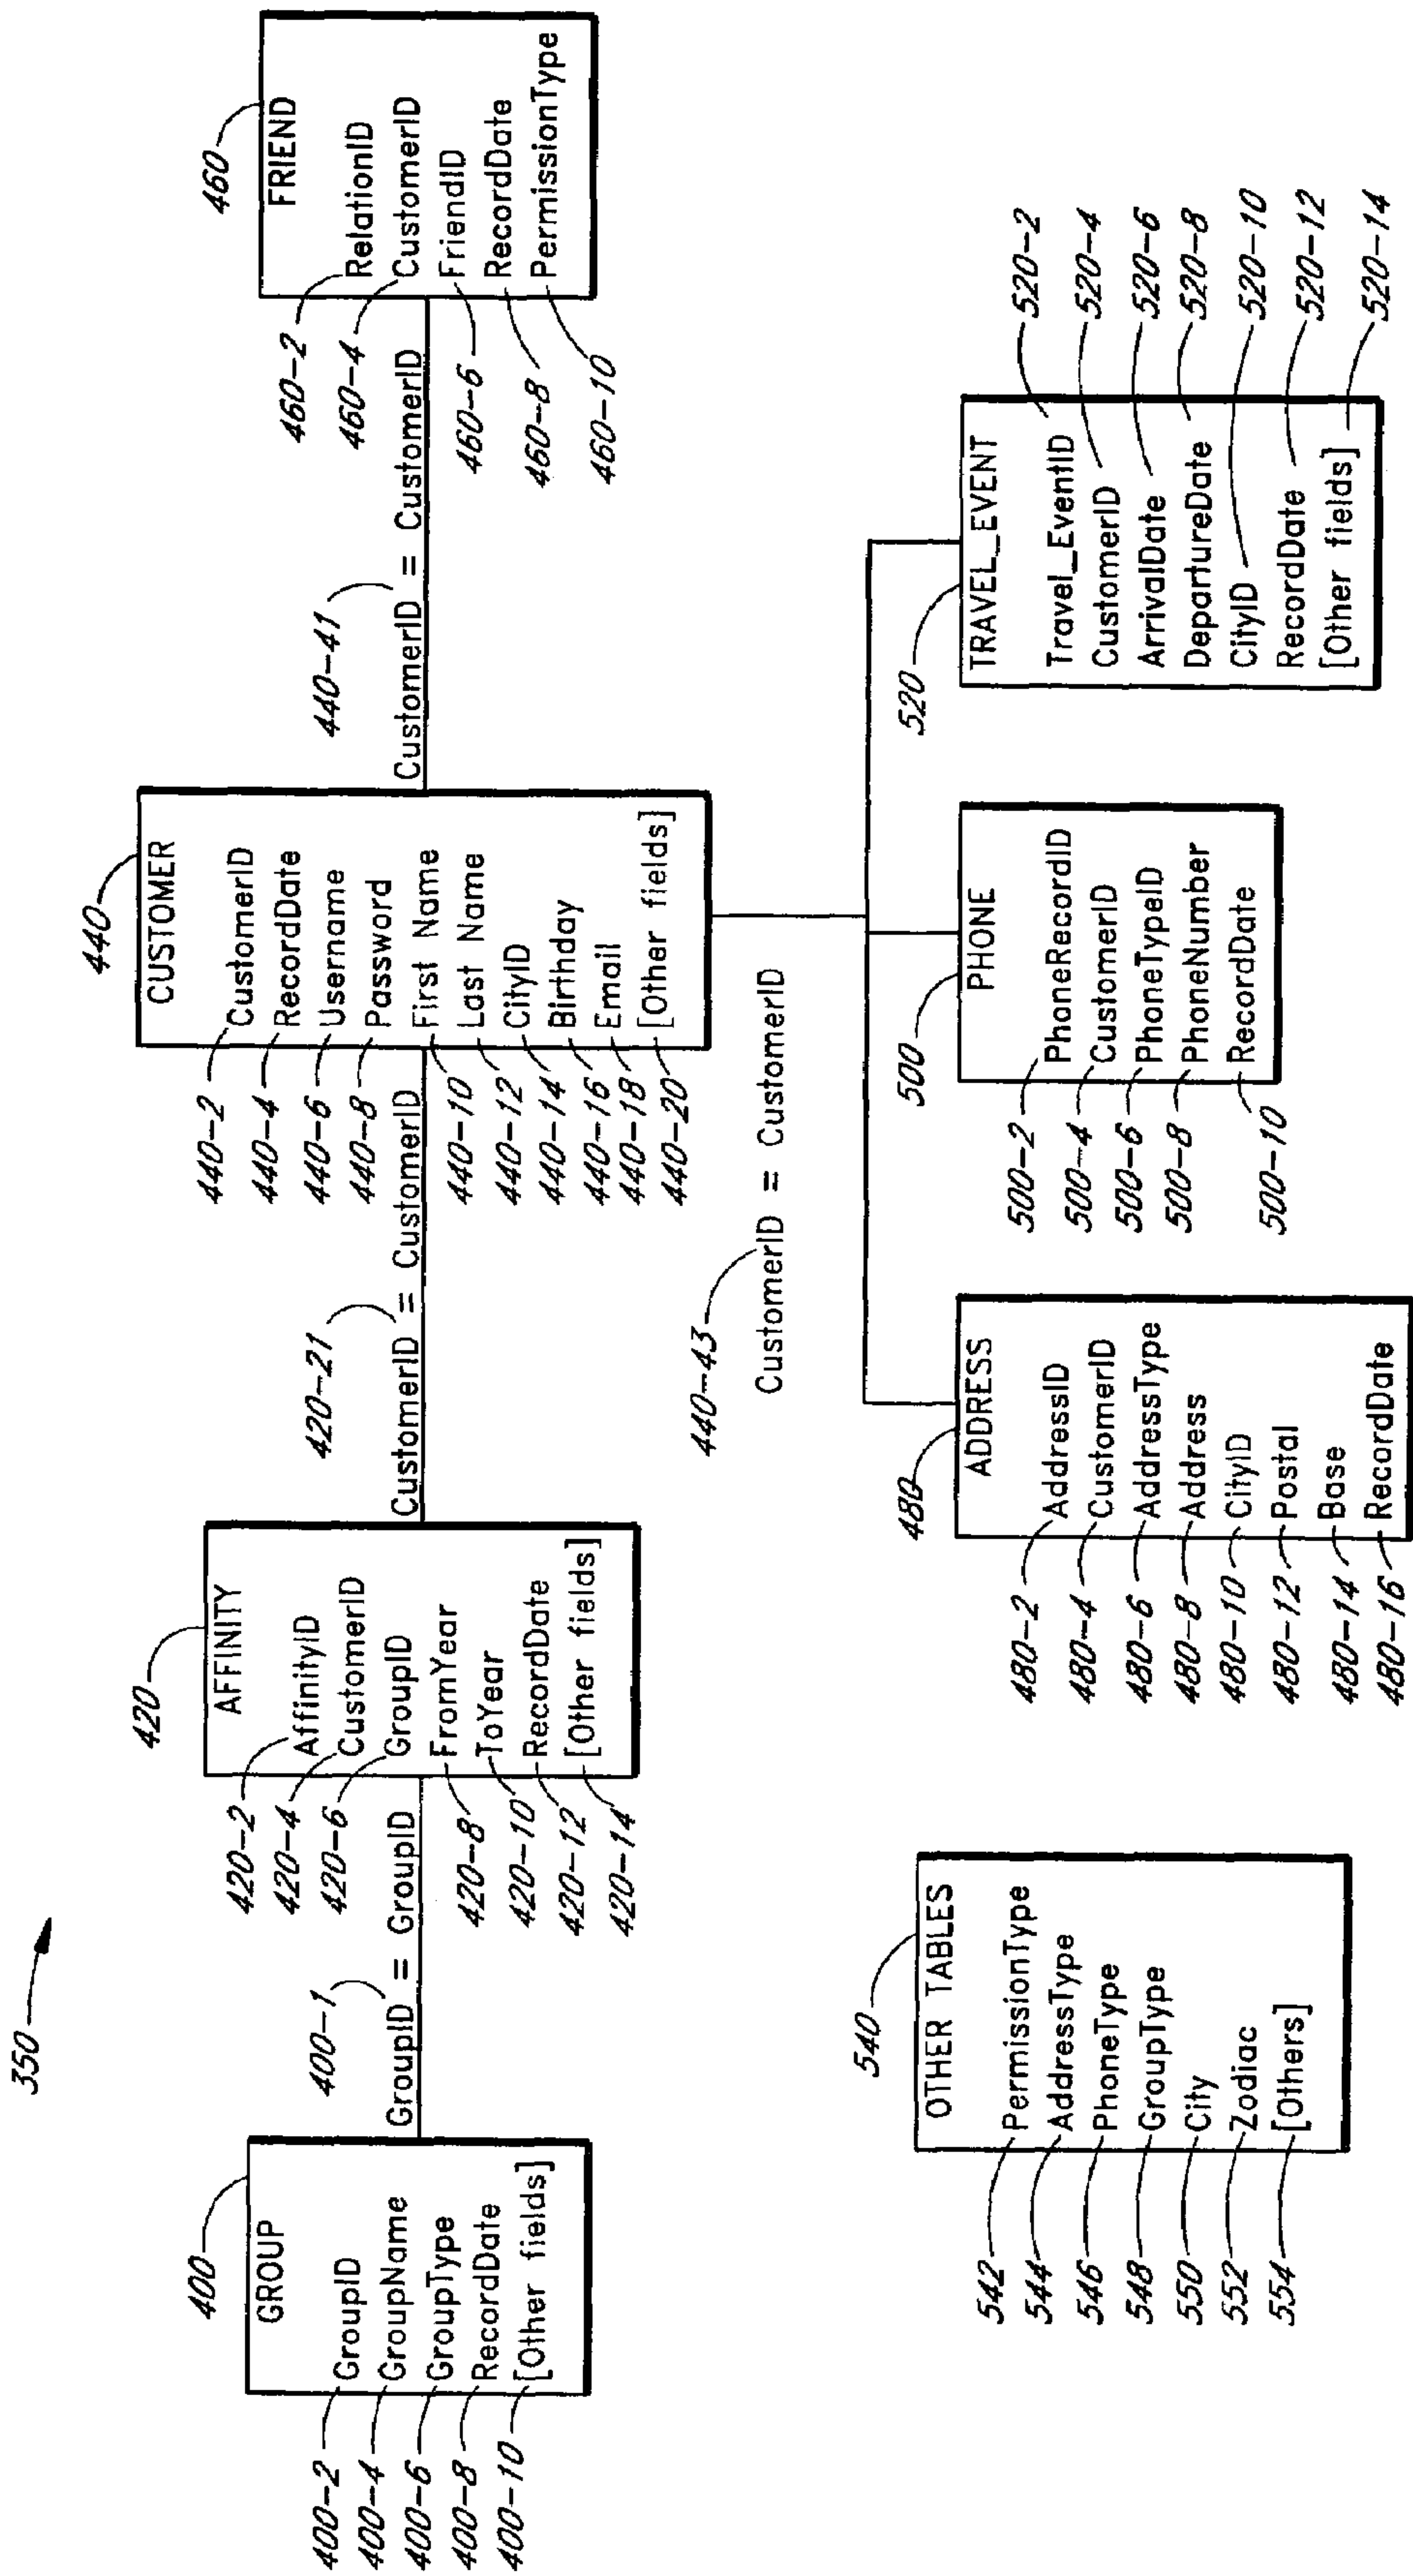 350
400
GROUP
400-2 GroupID
400-4 GroupName
400-6 GroupType
400-8 RecordDate
400-10 [Other fields]
400-1
GroupID = GroupID
420
AFFINITY
420-2 AffinityID
420-4 CustomerID
420-6 GroupID
420-8 FromYear
420-10 ToYear
420-12 RecordDate
420-14 [Other fields]
420-21
CustomerID = CustomerID
440
CUSTOMER
440-2 CustomerID
440-4 RecordDate
440-6 Username
440-8 Password
440-10 First Name
440-12 Last Name
440-14 CityID
440-16 Birthday
440-18 Email
440-20 [Other fields]
440-41
CustomerID = CustomerID
460
FRIEND
460-2 RelationID
460-4 CustomerID
460-6 FriendID
460-8 RecordDate
460-10 PermissionType
440-43
CustomerID = CustomerID
540
OTHER TABLES
542 PermissionType
544 AddressType
546 PhoneType
548 GroupType
550 City
552 Zodiac
554 [Others]
480
ADDRESS
480-2 AddressID
480-4 CustomerID
480-6 AddressType
480-8 Address
480-10 CityID
480-12 Postal
480-14 Base
480-16 RecordDate
500
PHONE
500-2 PhoneRecordID
500-4 CustomerID
500-6 PhoneTypeID
500-8 PhoneNumber
500-10 RecordDate
520
TRAVEL_EVENT
Travel_EventID 520-2
CustomerID 520-4
ArrivalDate 520-6
DepartureDate 520-8
CityID 520-10
RecordDate 520-12
[Other fields] 520-14